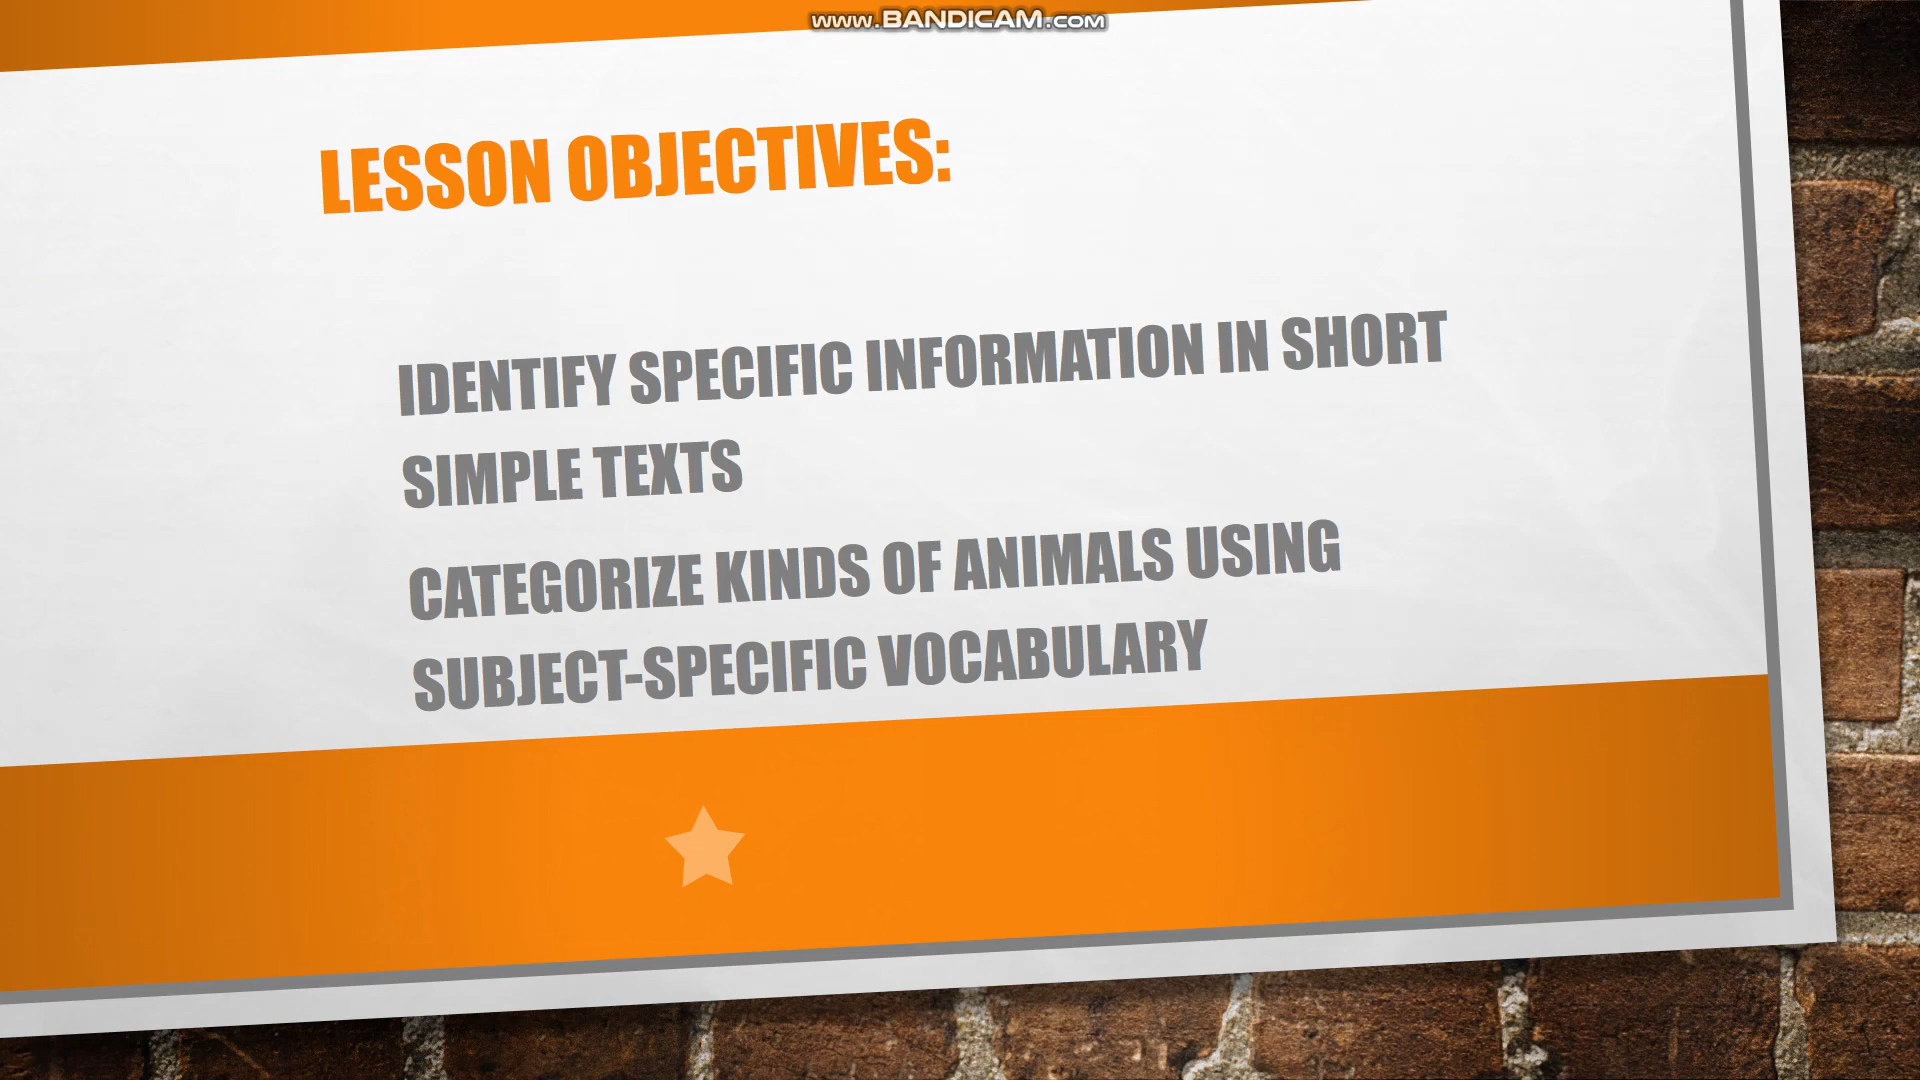 www.BANDICAM.com
LESSON OBJECTIVES:
IDENTIFY SPECIFIC INFORMATION IN SHORT
SIMPLE TEXTS
CATEGORIZE KINDS OF ANIMALS USING
SUBJECT-SPECIFIC VOCABULARY